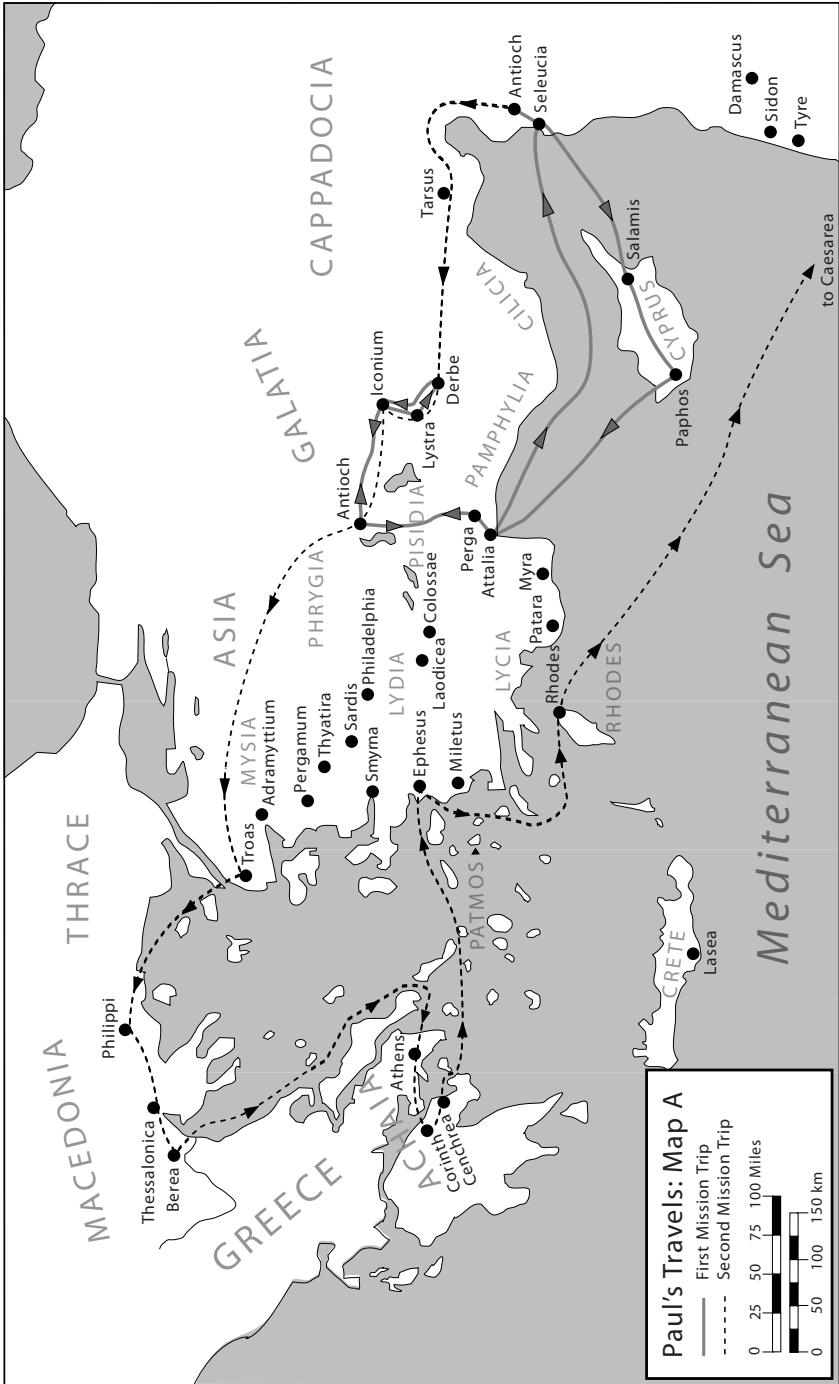 MACEDONIA
THRACE
ASIA
GALATIA
CAPPADOCIA
Philippi
Thessalonica
Berea
GREECE
ACHAIA
Athens
Corinth
Cenchrea
Troas
MYSIA
Adramyttium
Pergamum
Thyatira
Sardis
Smyrna
Philadelphia
PHRYGIA
LYDIA
Ephesus
Miletus
Laodicea
Colossae
PATMOS
Antioch
PISIDIA
Iconium
Lystra
Derbe
Tarsus
Antioch
Seleucia
CILICIA
PAMPHYLIA
Perga
Attalia
LYCIA
Myra
Patara
Rhodes
RHODES
Salamis
CYPRUS
Paphos
Damascus
Sidon
Tyre
to Caesarea
CRETE
Lasea
Mediterranean Sea
Paul's Travels: Map A
First Mission Trip
Second Mission Trip
0 25 50 75 100 Miles
0 50 100 150 km